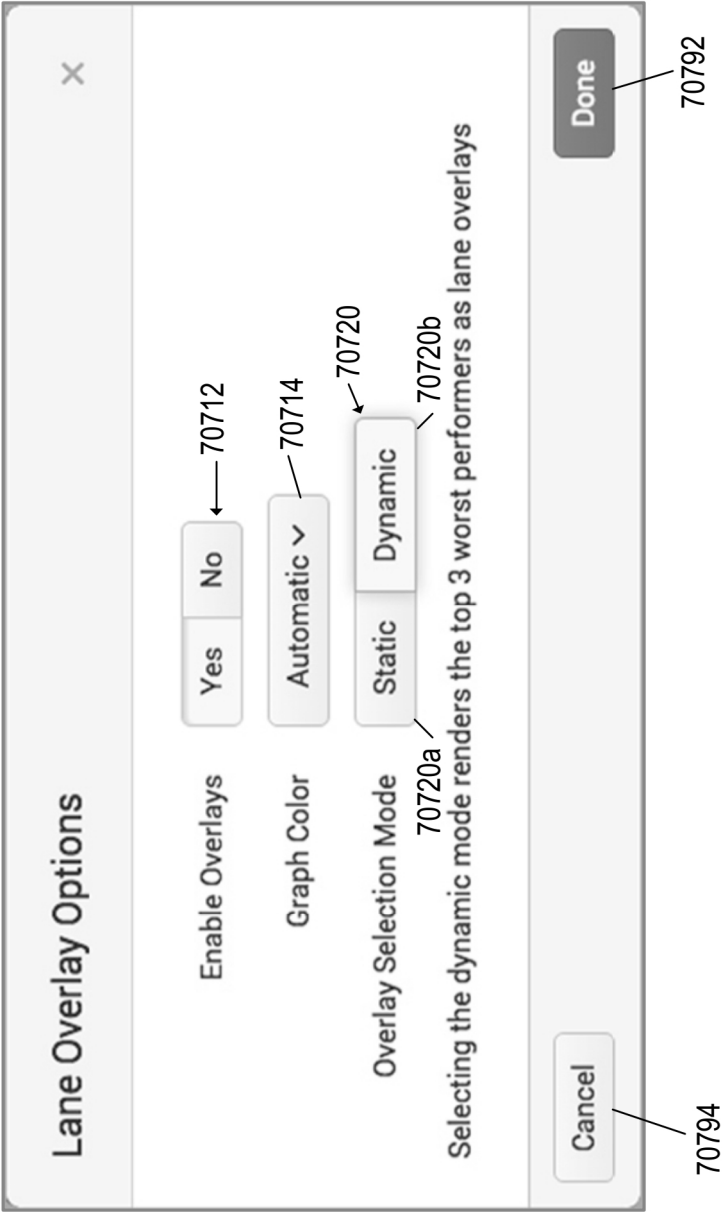 Lane Overlay Options ×
Enable Overlays Yes No 70712
Graph Color Automatic 70714
Overlay Selection Mode Static Dynamic 70720
70720a 70720b
Selecting the dynamic mode renders the top 3 worst performers as lane overlays
Cancel Done
70794 70792